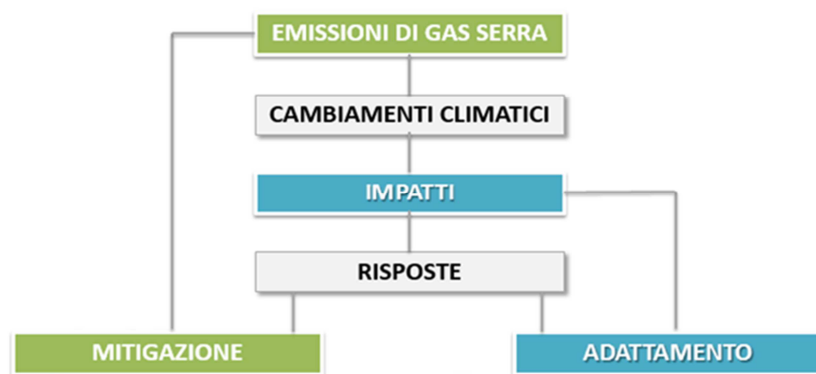 EMISSIONI DI GAS SERRA
CAMBIAMENTI CLIMATICI
IMPATTI
RISPOSTE
MITIGAZIONE
ADATTAMENTO